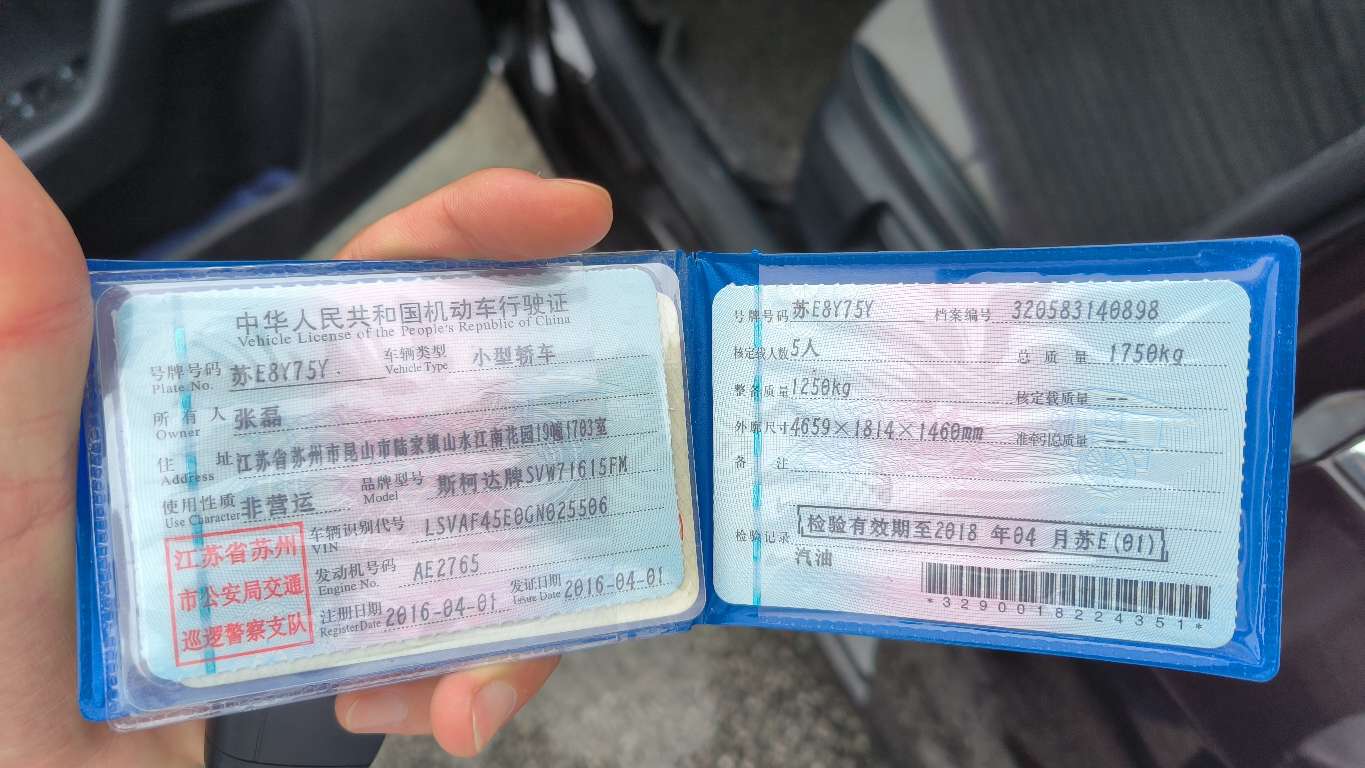 中华人民共和国机动车行驶证
Vehicle License of the People's Republic of China
号牌号码 Plate No. 苏E8Y75Y 车辆类型 Vehicle Type 小型轿车
所有人 Owner 张磊
住址 Address 江苏省苏州市昆山市陆家镇山水江南花园19幢1703室
使用性质 Use Character 非营运 品牌型号 Model 斯柯达牌SVW71615FM
车辆识别代号 VIN LSVAF45E0GN025506
发动机号码 Engine No. AE2765
注册日期 Register Date 2016-04-01 发证日期 Issue Date 2016-04-01
江苏省苏州
市公安局交通
巡逻警察支队
号牌号码 苏E8Y75Y 档案编号 320583140898
核定载人数 5人 总质量 1750kg
整备质量 1250kg 核定载质量 --
外廓尺寸 4659×1814×1460mm 准牵引总质量 --
备注
检验记录 检验有效期至2018 年04 月苏E(01)
汽油
*3290018224351*